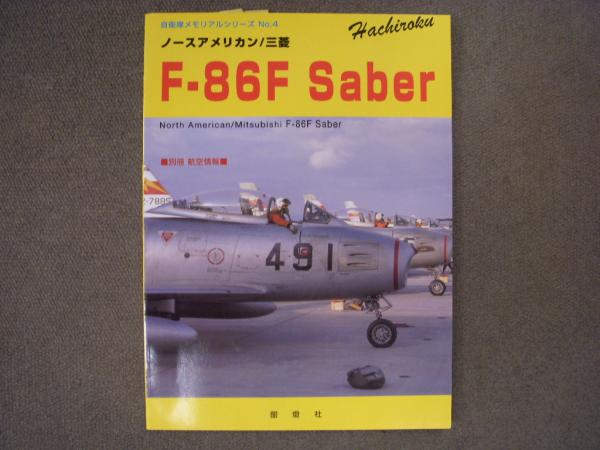 自衛隊メモリアルシリーズ No.4
Hachiroku
ノースアメリカン/三菱
F-86F Saber
North American/Mitsubishi F-86F Saber
■別冊 航空情報■
491
酣燈社